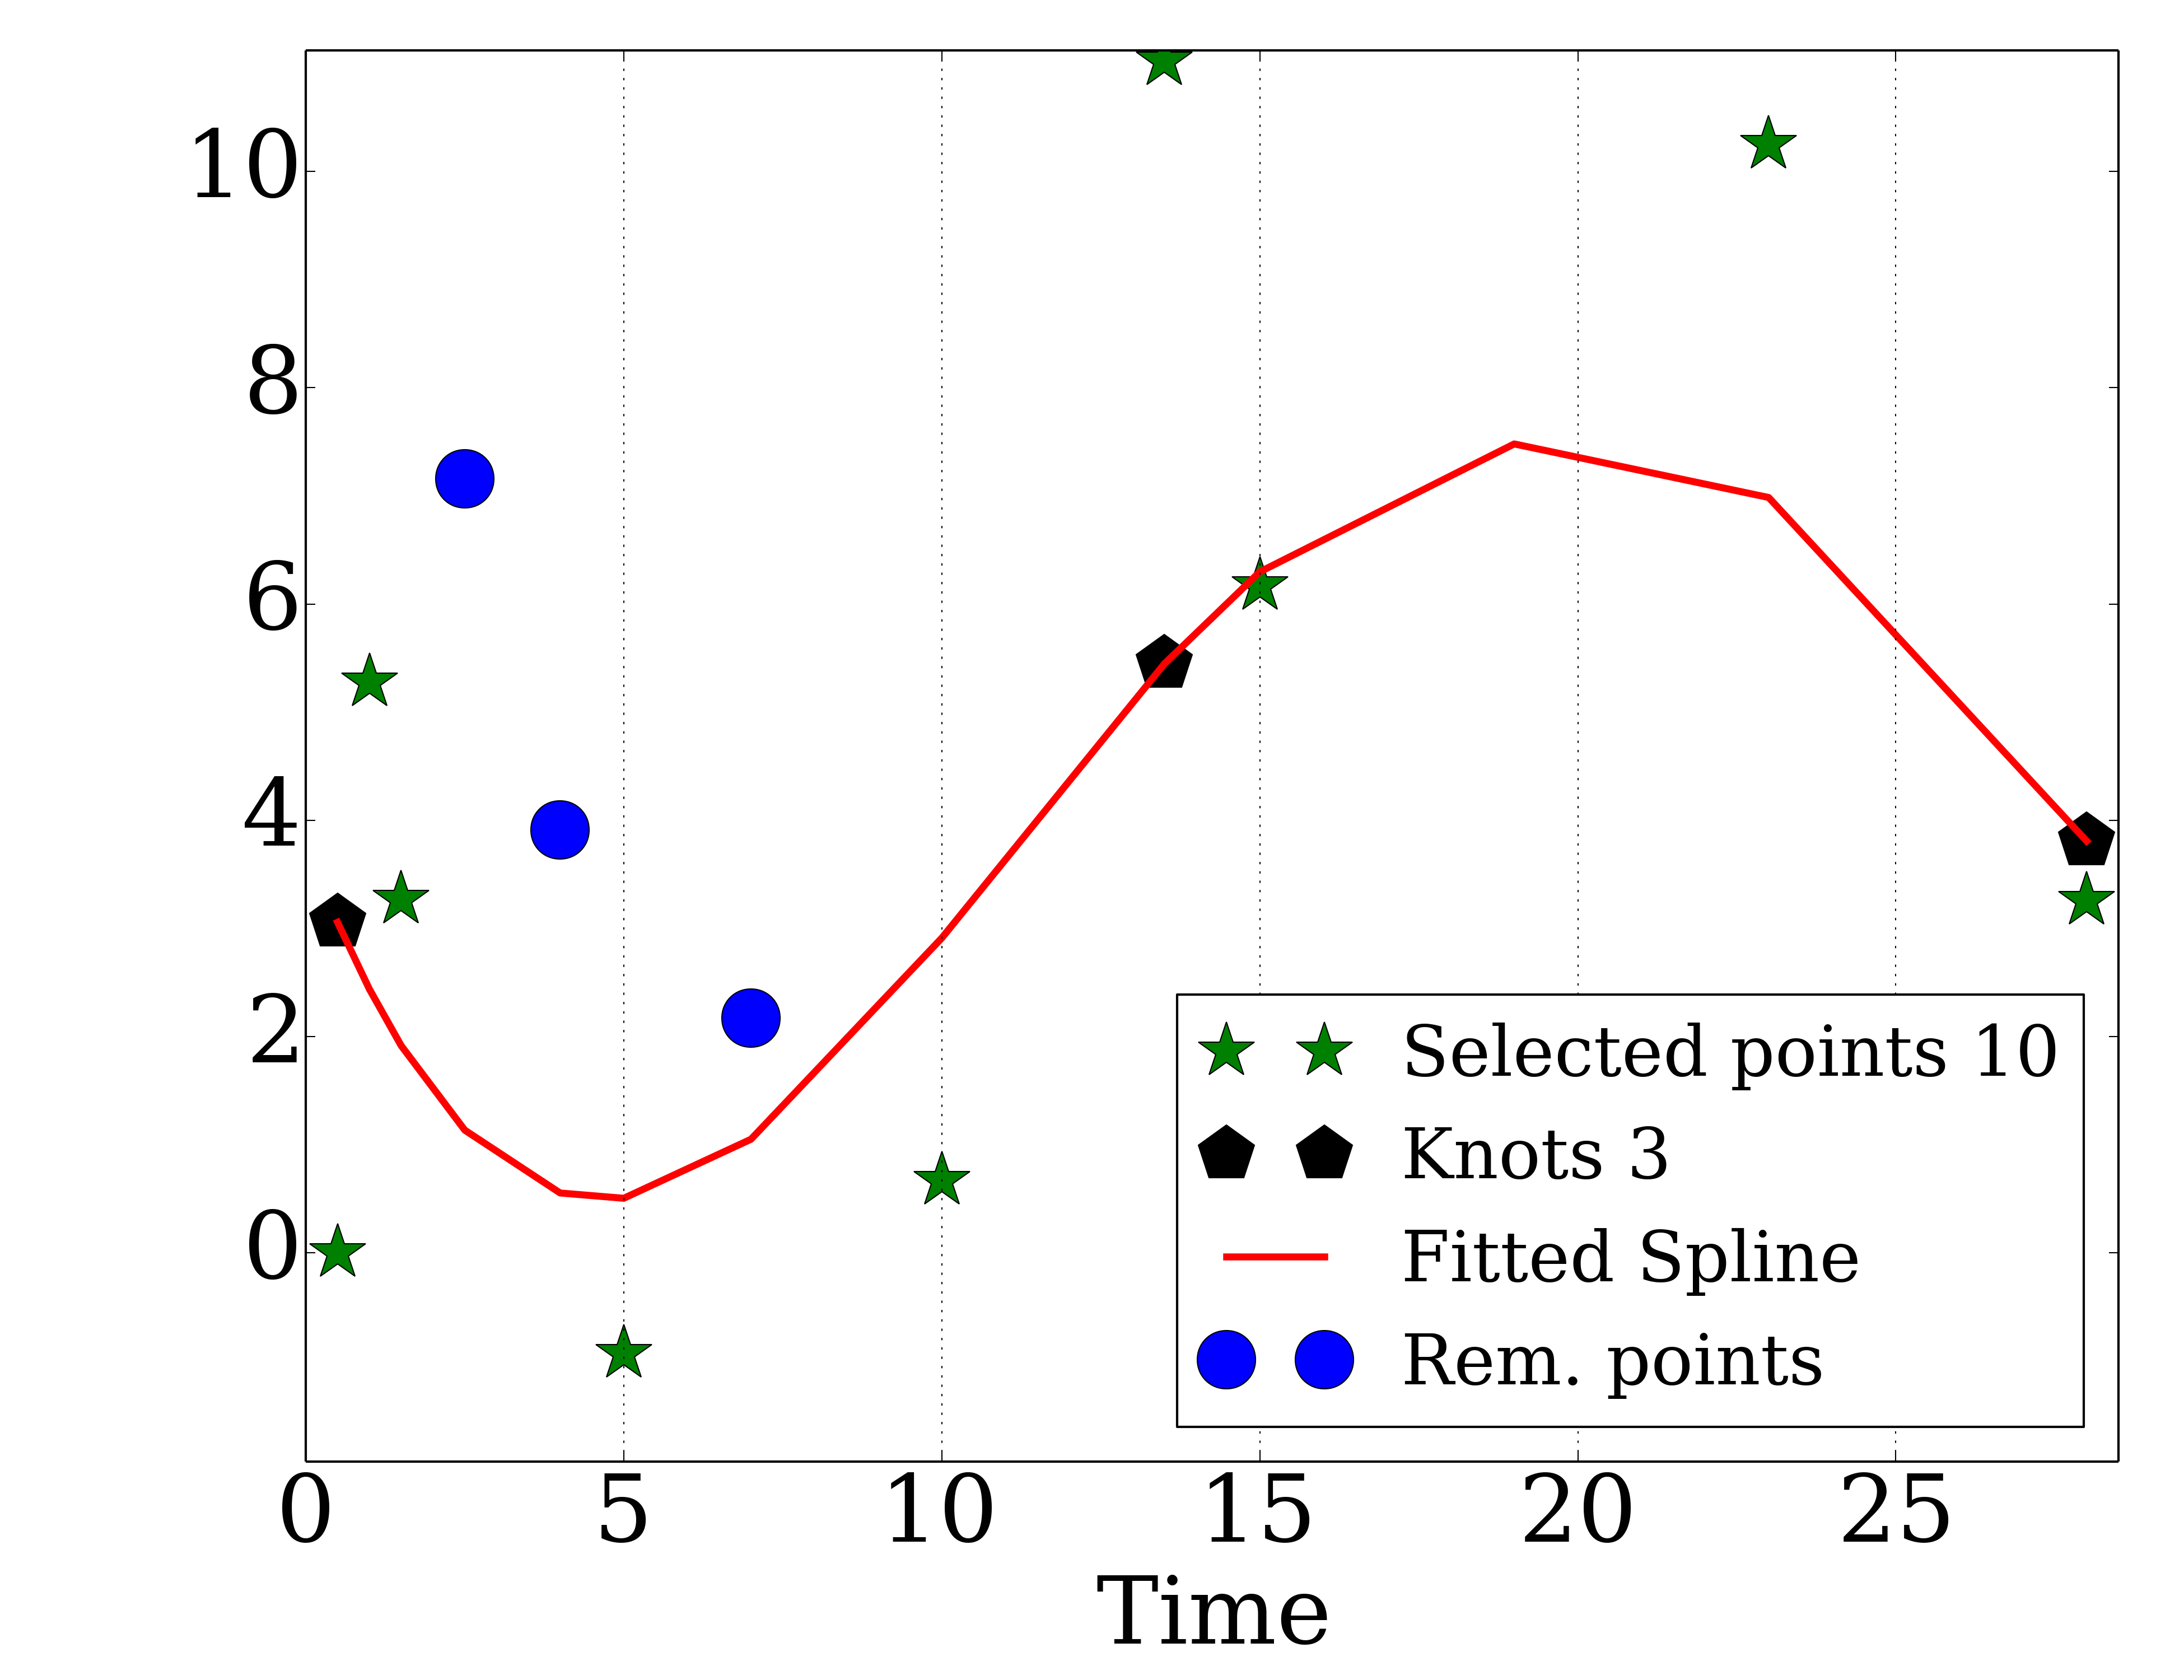 10
8
6
4
2
0
0 5 10 15 20 25
Time
Selected points 10
Knots 3
Fitted Spline
Rem. points